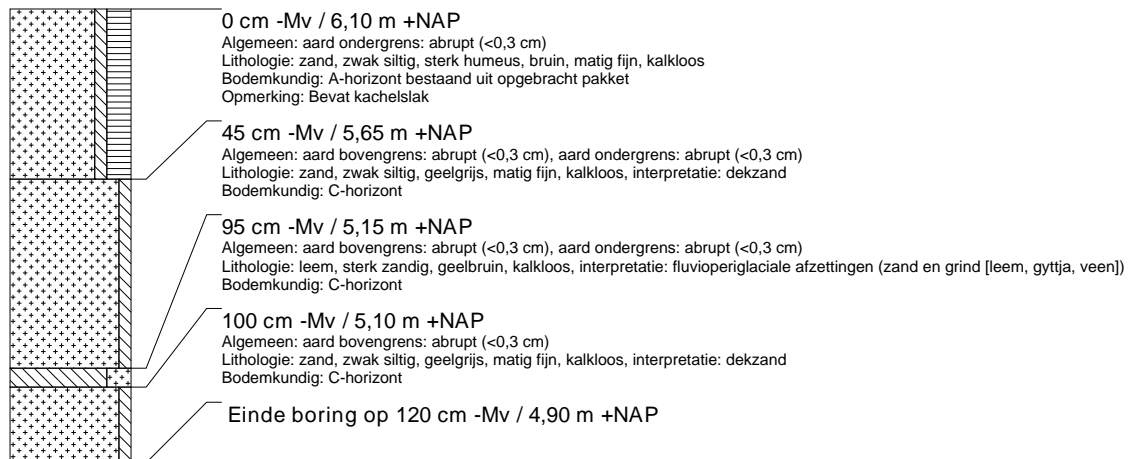 0 cm -Mv / 6,10 m +NAP
Algemeen: aard ondergrens: abrupt (<0,3 cm)
Lithologie: zand, zwak siltig, sterk humeus, bruin, matig fijn, kalkloos
Bodemkundig: A-horizont bestaand uit opgebracht pakket
Opmerking: Bevat kachelslak
45 cm -Mv / 5,65 m +NAP
Algemeen: aard bovengrens: abrupt (<0,3 cm), aard ondergrens: abrupt (<0,3 cm)
Lithologie: zand, zwak siltig, geelgrijs, matig fijn, kalkloos, interpretatie: dekzand
Bodemkundig: C-horizont
95 cm -Mv / 5,15 m +NAP
Algemeen: aard bovengrens: abrupt (<0,3 cm), aard ondergrens: abrupt (<0,3 cm)
Lithologie: leem, sterk zandig, geelbruin, kalkloos, interpretatie: fluvioperiglaciale afzettingen (zand en grind [leem, gyttja, veen])
Bodemkundig: C-horizont
100 cm -Mv / 5,10 m +NAP
Algemeen: aard bovengrens: abrupt (<0,3 cm)
Lithologie: zand, zwak siltig, geelgrijs, matig fijn, kalkloos, interpretatie: dekzand
Bodemkundig: C-horizont
Einde boring op 120 cm -Mv / 4,90 m +NAP